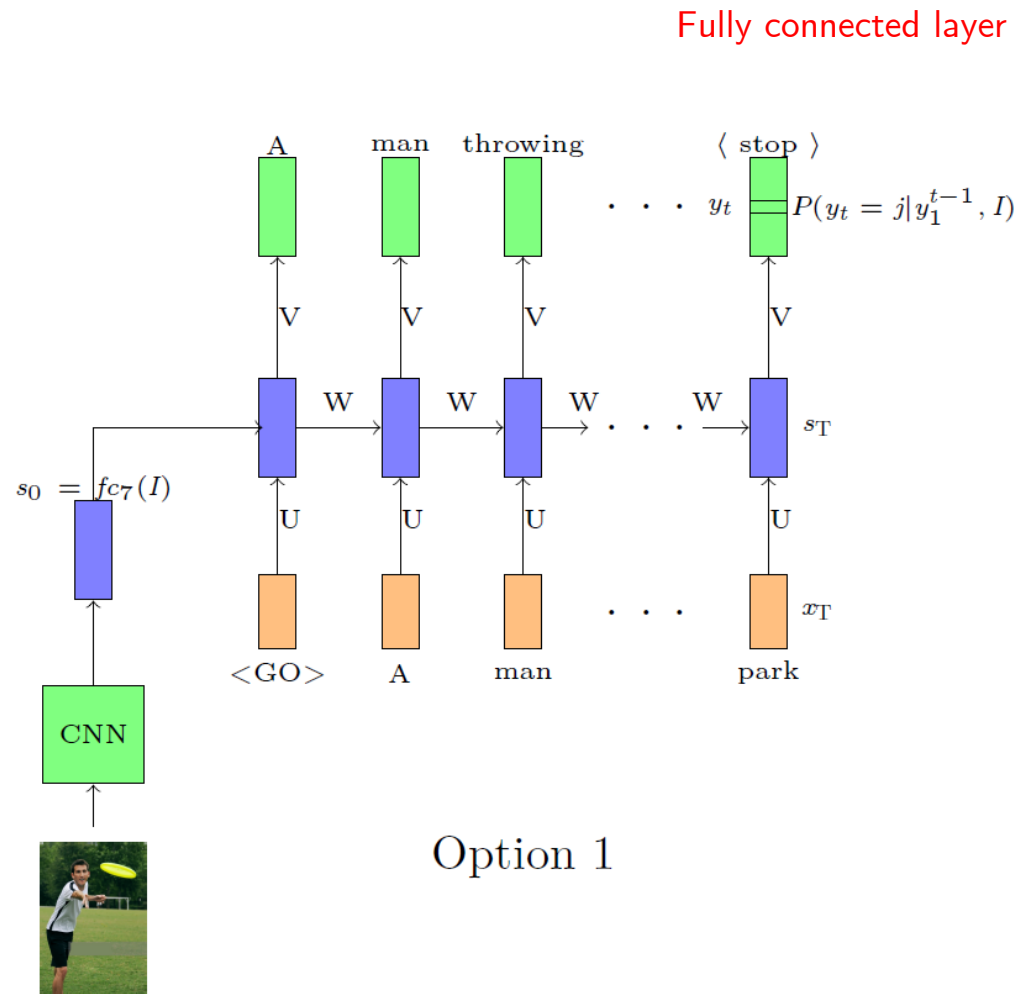 Fully connected layer
A man throwing ⟨ stop ⟩
· · · y_t P(y_t = j|y_1^{t−1}, I)
V V V V
W W W · · · W s_T
s_0 = fc_7(I)
U U U U
· · · x_T
<GO> A man park
CNN
Option 1